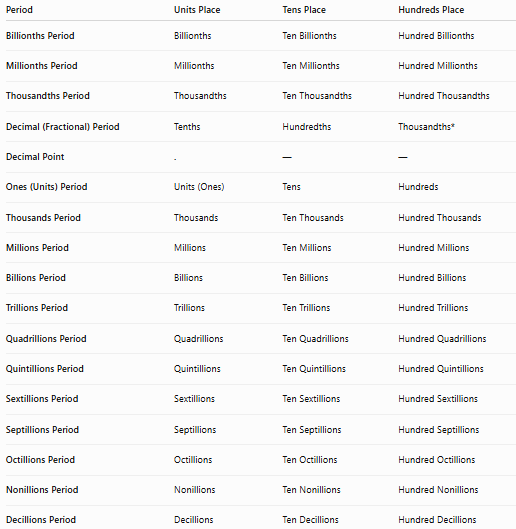 Period Units Place Tens Place Hundreds Place
Billionths Period Billionths Ten Billionths Hundred Billionths
Millionths Period Millionths Ten Millionths Hundred Millionths
Thousandths Period Thousandths Ten Thousandths Hundred Thousandths
Decimal (Fractional) Period Tenths Hundredths Thousandths*
Decimal Point . — —
Ones (Units) Period Units (Ones) Tens Hundreds
Thousands Period Thousands Ten Thousands Hundred Thousands
Millions Period Millions Ten Millions Hundred Millions
Billions Period Billions Ten Billions Hundred Billions
Trillions Period Trillions Ten Trillions Hundred Trillions
Quadrillions Period Quadrillions Ten Quadrillions Hundred Quadrillions
Quintillions Period Quintillions Ten Quintillions Hundred Quintillions
Sextillions Period Sextillions Ten Sextillions Hundred Sextillions
Septillions Period Septillions Ten Septillions Hundred Septillions
Octillions Period Octillions Ten Octillions Hundred Octillions
Nonillions Period Nonillions Ten Nonillions Hundred Nonillions
Decillions Period Decillions Ten Decillions Hundred Decillions